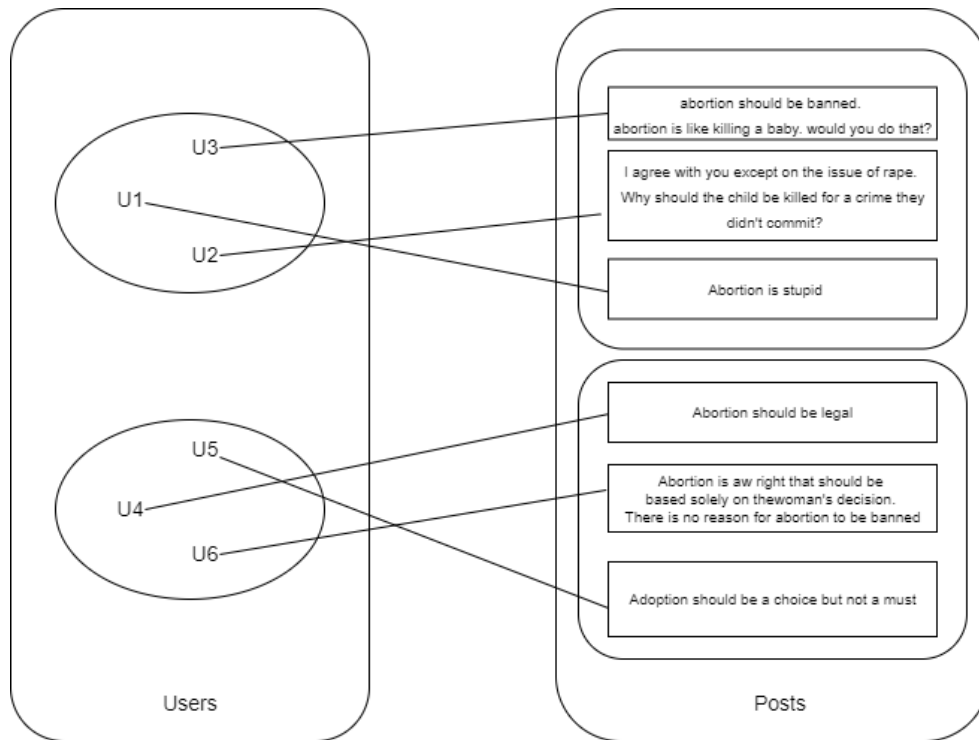 U3
U1
U2
U5
U4
U6
Users
abortion should be banned.
abortion is like killing a baby. would you do that?
I agree with you except on the issue of rape.
Why should the child be killed for a crime they
didn't commit?
Abortion is stupid
Abortion should be legal
Abortion is aw right that should be
based solely on thewoman's decision.
There is no reason for abortion to be banned
Adoption should be a choice but not a must
Posts